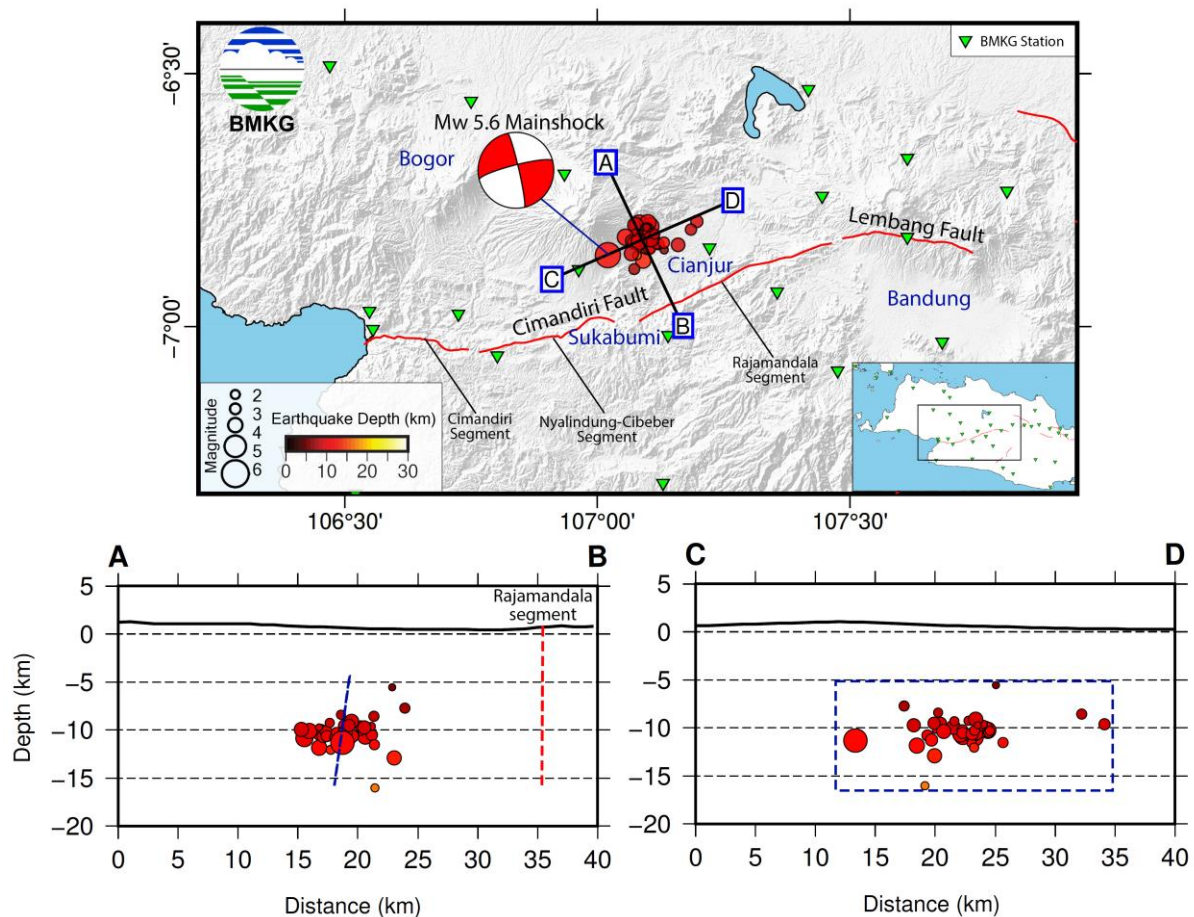 BMKG
BMKG Station
Mw 5.6 Mainshock
Bogor
A
D
C
B
Cianjur
Lembang Fault
Bandung
Cimandiri Fault
Sukabumi
Rajamandala
Segment
Cimandiri
Segment
Nyalindung-Cibeber
Segment
Magnitude
2
3
4
5
6
Earthquake Depth (km)
0 10 20 30
-6°30'
-7°00'
106°30' 107°00' 107°30'
A B
Rajamandala
segment
5
0
-5
-10
-15
-20
Depth (km)
0 5 10 15 20 25 30 35 40
Distance (km)
C D
5
0
-5
-10
-15
-20
0 5 10 15 20 25 30 35 40
Distance (km)